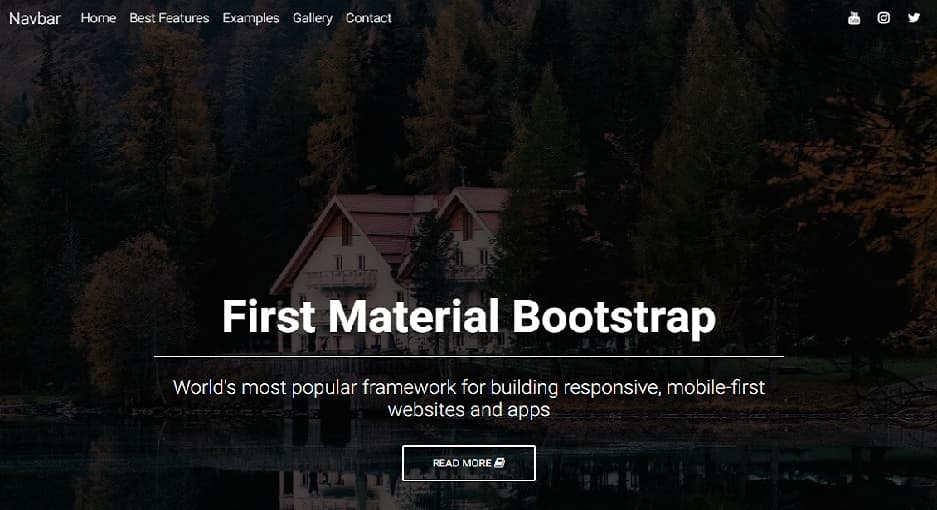 Navbar Home Best Features Examples Gallery Contact
First Material Bootstrap
World's most popular framework for building responsive, mobile-first
websites and apps
READ MORE